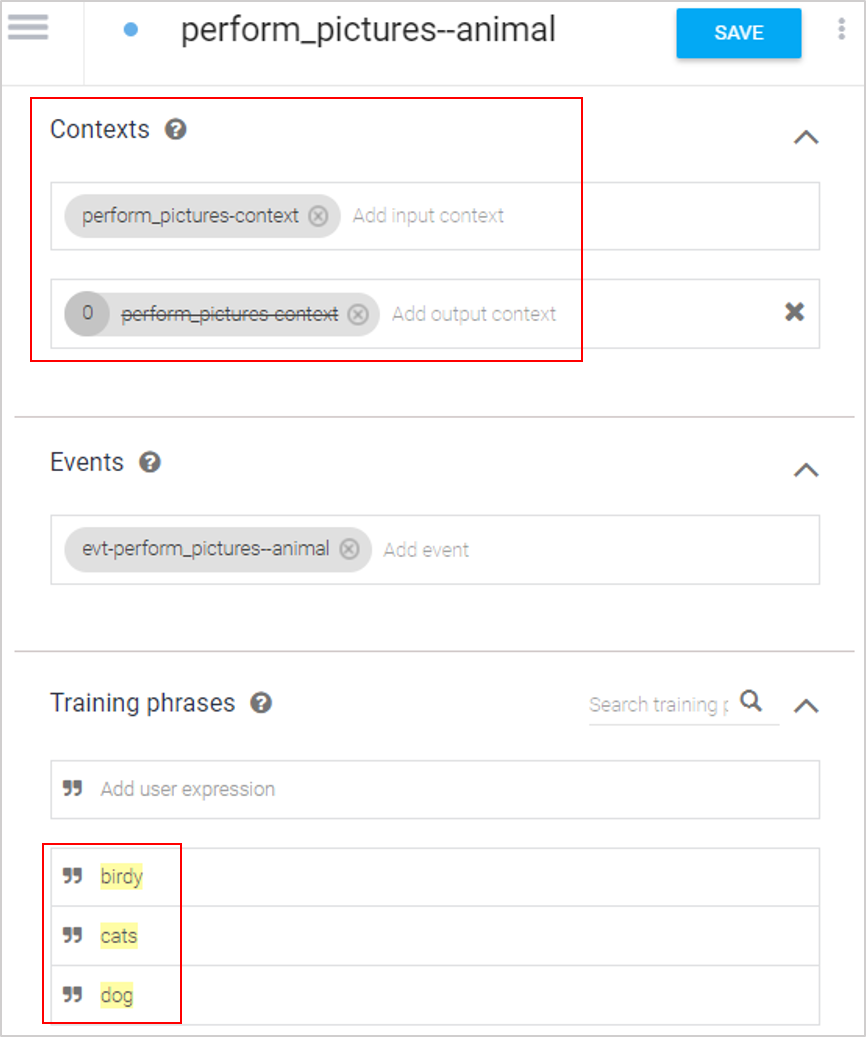 perform_pictures--animal SAVE
Contexts ?
perform_pictures-context Add input context
0 perform_pictures-context Add output context
Events ?
evt-perform_pictures--animal Add event
Training phrases ? Search training p
Add user expression
birdy
cats
dog